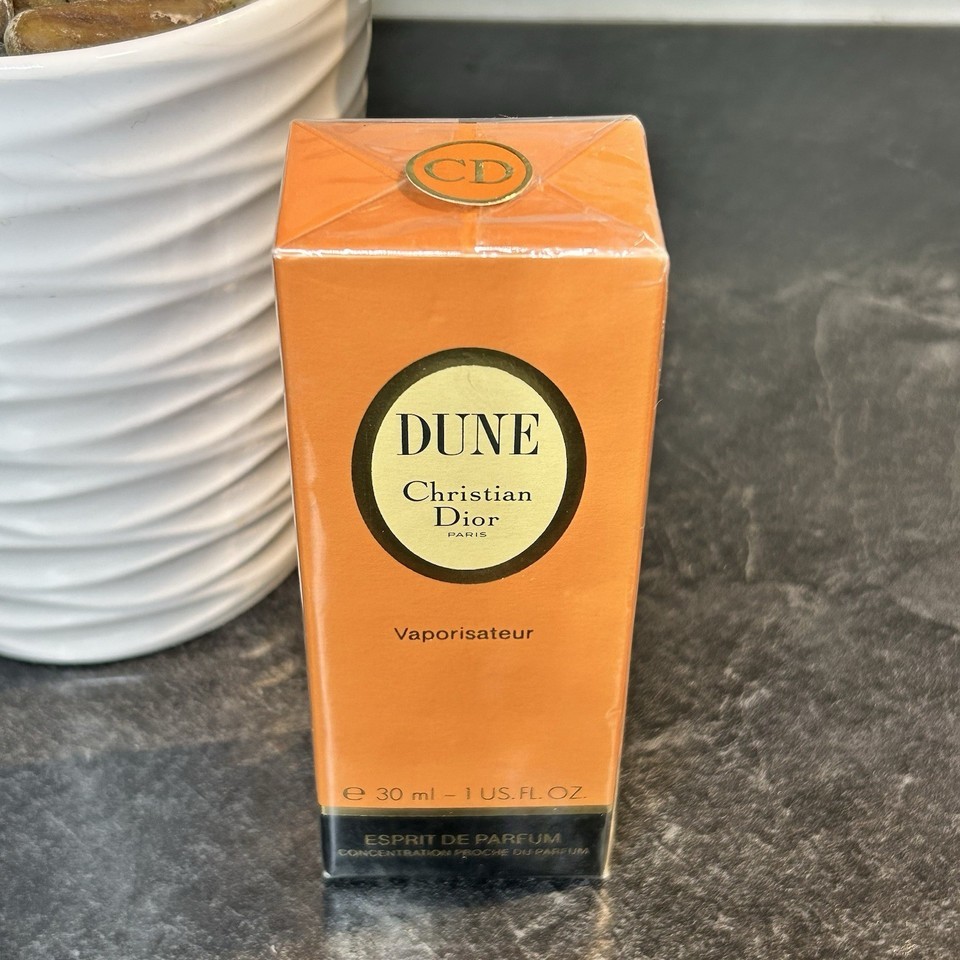 CD
DUNE
Christian
Dior
PARIS
Vaporisateur
℮ 30 ml – 1 US. FL. OZ.
ESPRIT DE PARFUM
CONCENTRATION PROCHE DU PARFUM